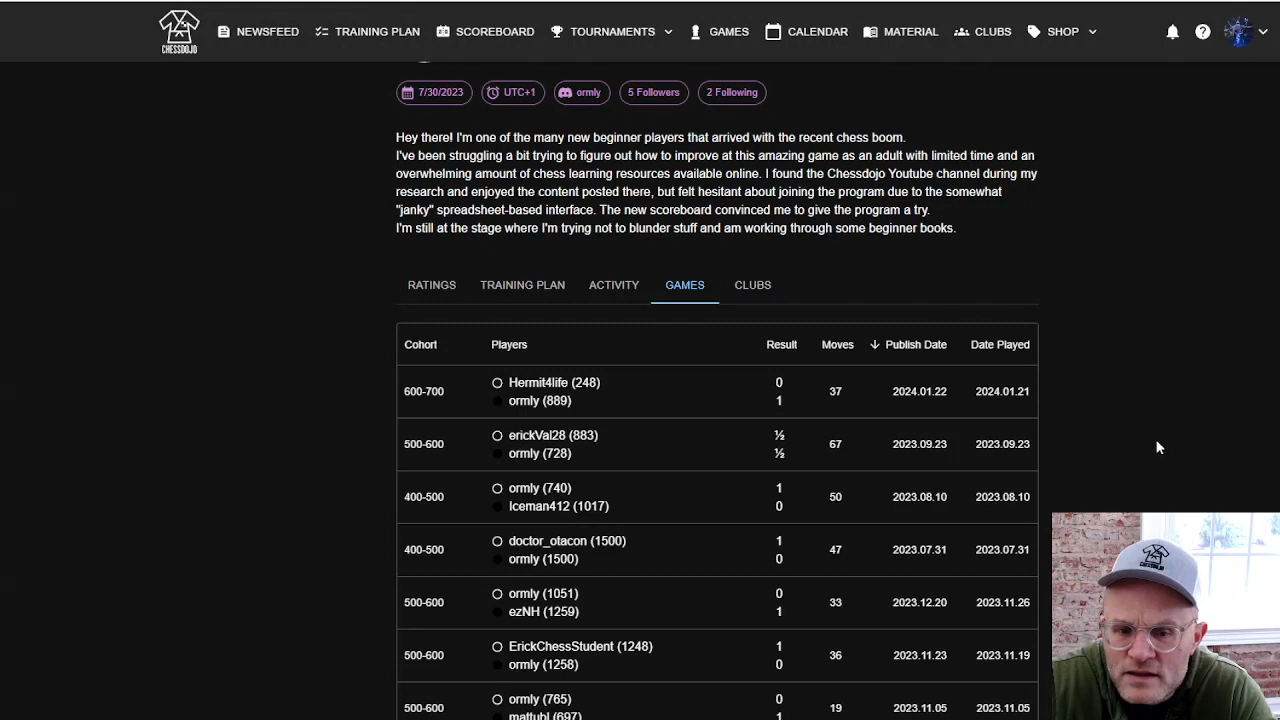 CHESSDOJO
NEWSFEED
TRAINING PLAN
SCOREBOARD
TOURNAMENTS
GAMES
CALENDAR
MATERIAL
CLUBS
SHOP
7/30/2023
UTC+1
ormly
5 Followers
2 Following
Hey there! I'm one of the many new beginner players that arrived with the recent chess boom.
I've been struggling a bit trying to figure out how to improve at this amazing game as an adult with limited time and an
overwhelming amount of chess learning resources available online. I found the Chessdojo Youtube channel during my
research and enjoyed the content posted there, but felt hesitant about joining the program due to the somewhat
"janky" spreadsheet-based interface. The new scoreboard convinced me to give the program a try.
I'm still at the stage where I'm trying not to blunder stuff and am working through some beginner books.
RATINGS
TRAINING PLAN
ACTIVITY
GAMES
CLUBS
Cohort Players Result Moves Publish Date Date Played
600-700
Hermit4life (248) 0
ormly (889) 1
37 2024.01.22 2024.01.21
500-600
erickVal28 (883) ½
ormly (728) ½
67 2023.09.23 2023.09.23
400-500
ormly (740) 1
Iceman412 (1017) 0
50 2023.08.10 2023.08.10
400-500
doctor_otacon (1500) 1
ormly (1500) 0
47 2023.07.31 2023.07.31
500-600
ormly (1051) 0
ezNH (1259) 1
33 2023.12.20 2023.11.26
500-600
ErickChessStudent (1248) 1
ormly (1258) 0
36 2023.11.23 2023.11.19
500-600
ormly (765) 0
mattubl (697) 1
19 2023.11.05 2023.11.05
CHESSDOJO